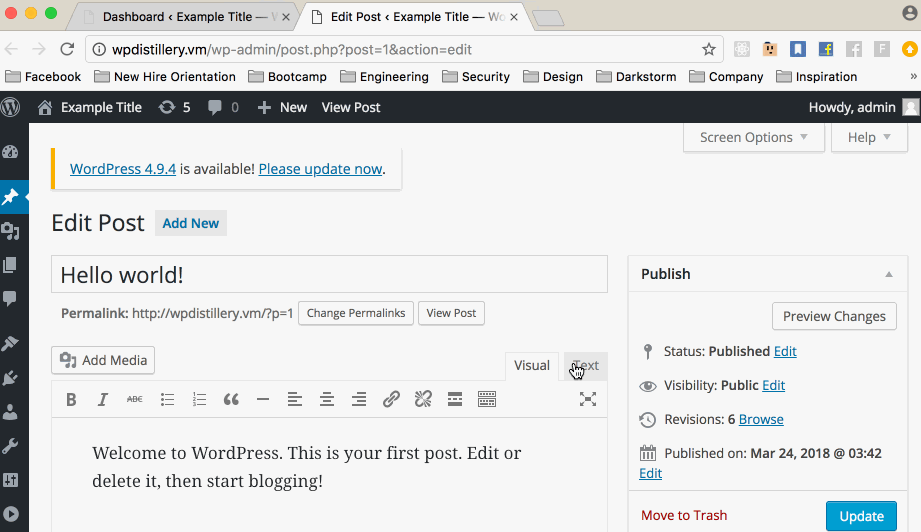 Dashboard ‹ Example Title — W
Edit Post ‹ Example Title — Wo
wpdistillery.vm/wp-admin/post.php?post=1&action=edit
Facebook New Hire Orientation Bootcamp Engineering Security Design Darkstorm Company Inspiration »
Example Title 5 0 New View Post Howdy, admin
Screen Options Help
WordPress 4.9.4 is available! Please update now.
Edit Post Add New
Hello world!
Permalink: http://wpdistillery.vm/?p=1 Change Permalinks View Post
Add Media
Visual Text
B I ABC
Welcome to WordPress. This is your first post. Edit or
delete it, then start blogging!
Publish
Preview Changes
Status: Published Edit
Visibility: Public Edit
Revisions: 6 Browse
Published on: Mar 24, 2018 @ 03:42
Edit
Move to Trash Update